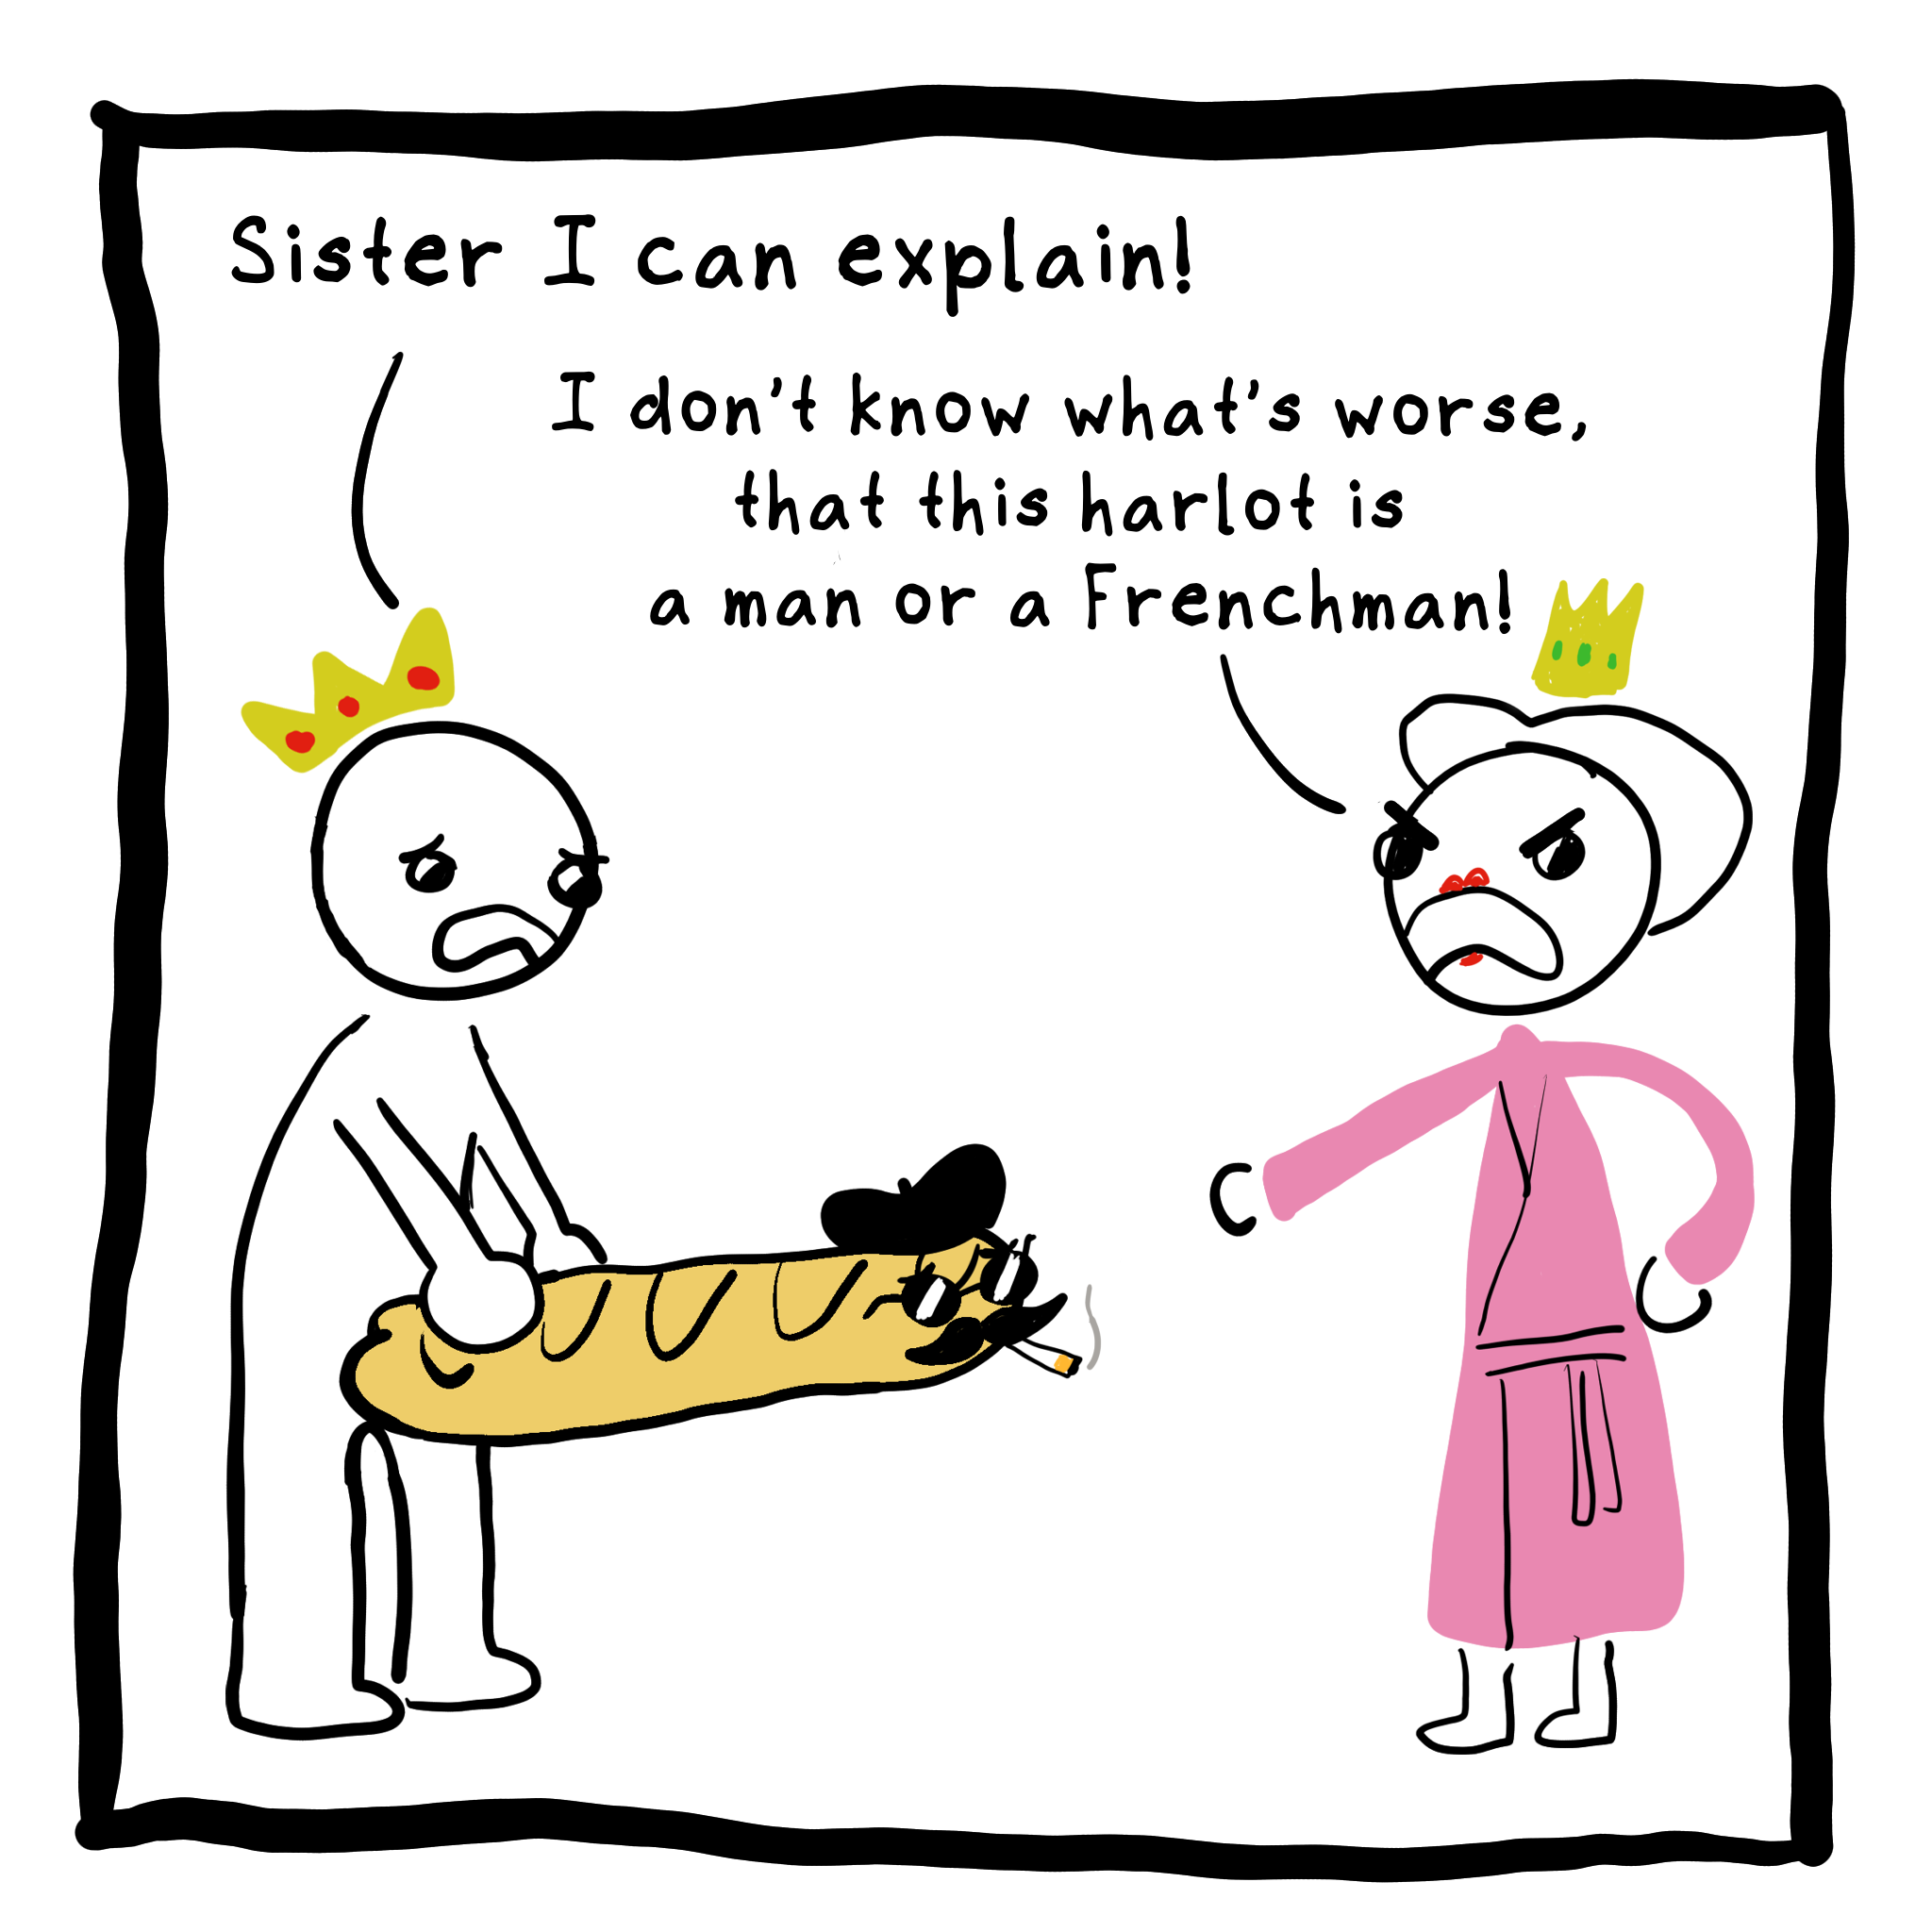 Sister I can explain!
I don't know what's worse,
that this harlot is
a man or a Frenchman!